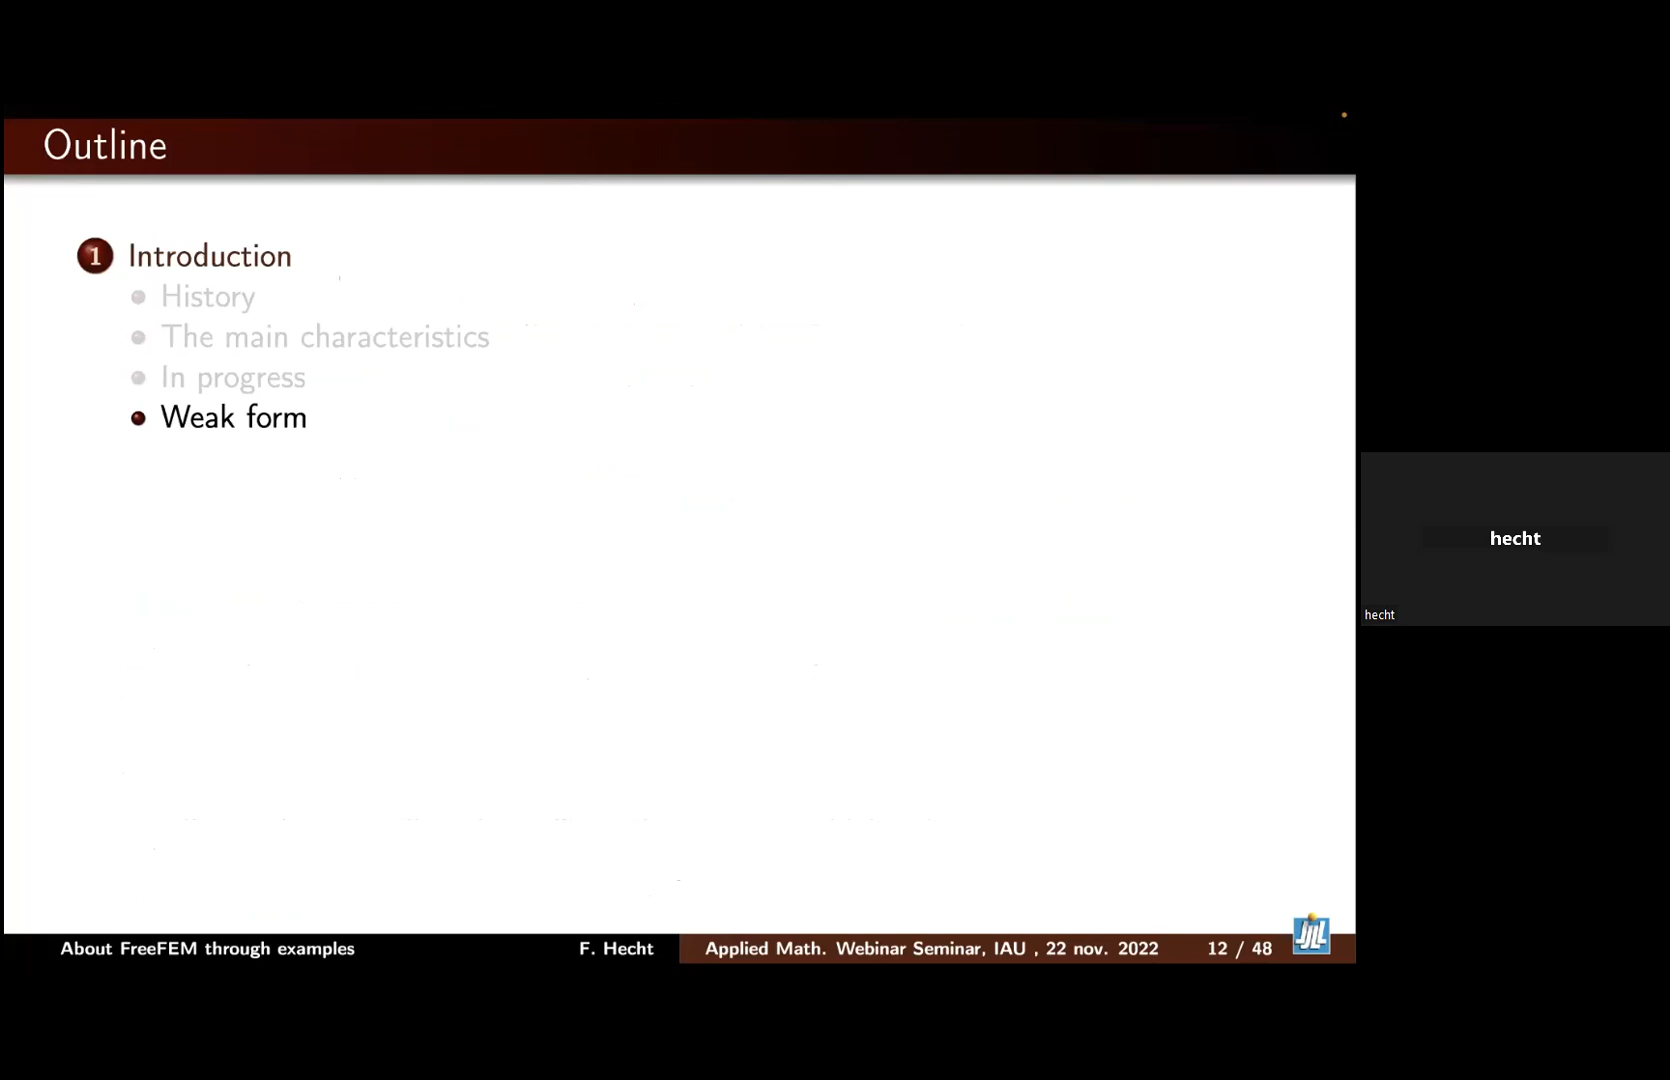 Outline
1 Introduction
History
The main characteristics
In progress
Weak form
hecht
hecht
About FreeFEM through examples F. Hecht Applied Math. Webinar Seminar, IAU , 22 nov. 2022 12 / 48